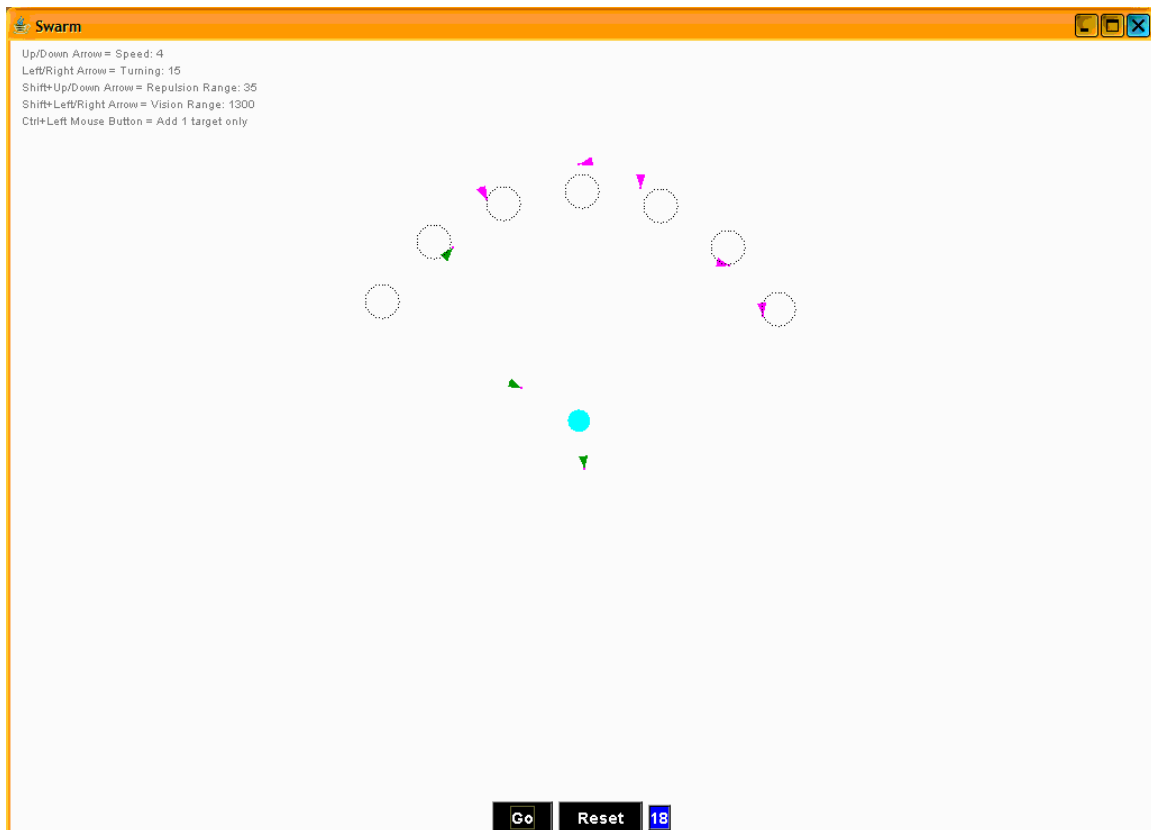 Swarm
Up/Down Arrow = Speed: 4
Left/Right Arrow = Turning: 15
Shift+Up/Down Arrow = Repulsion Range: 35
Shift+Left/Right Arrow = Vision Range: 1300
Ctrl+Left Mouse Button = Add 1 target only
Go Reset 18